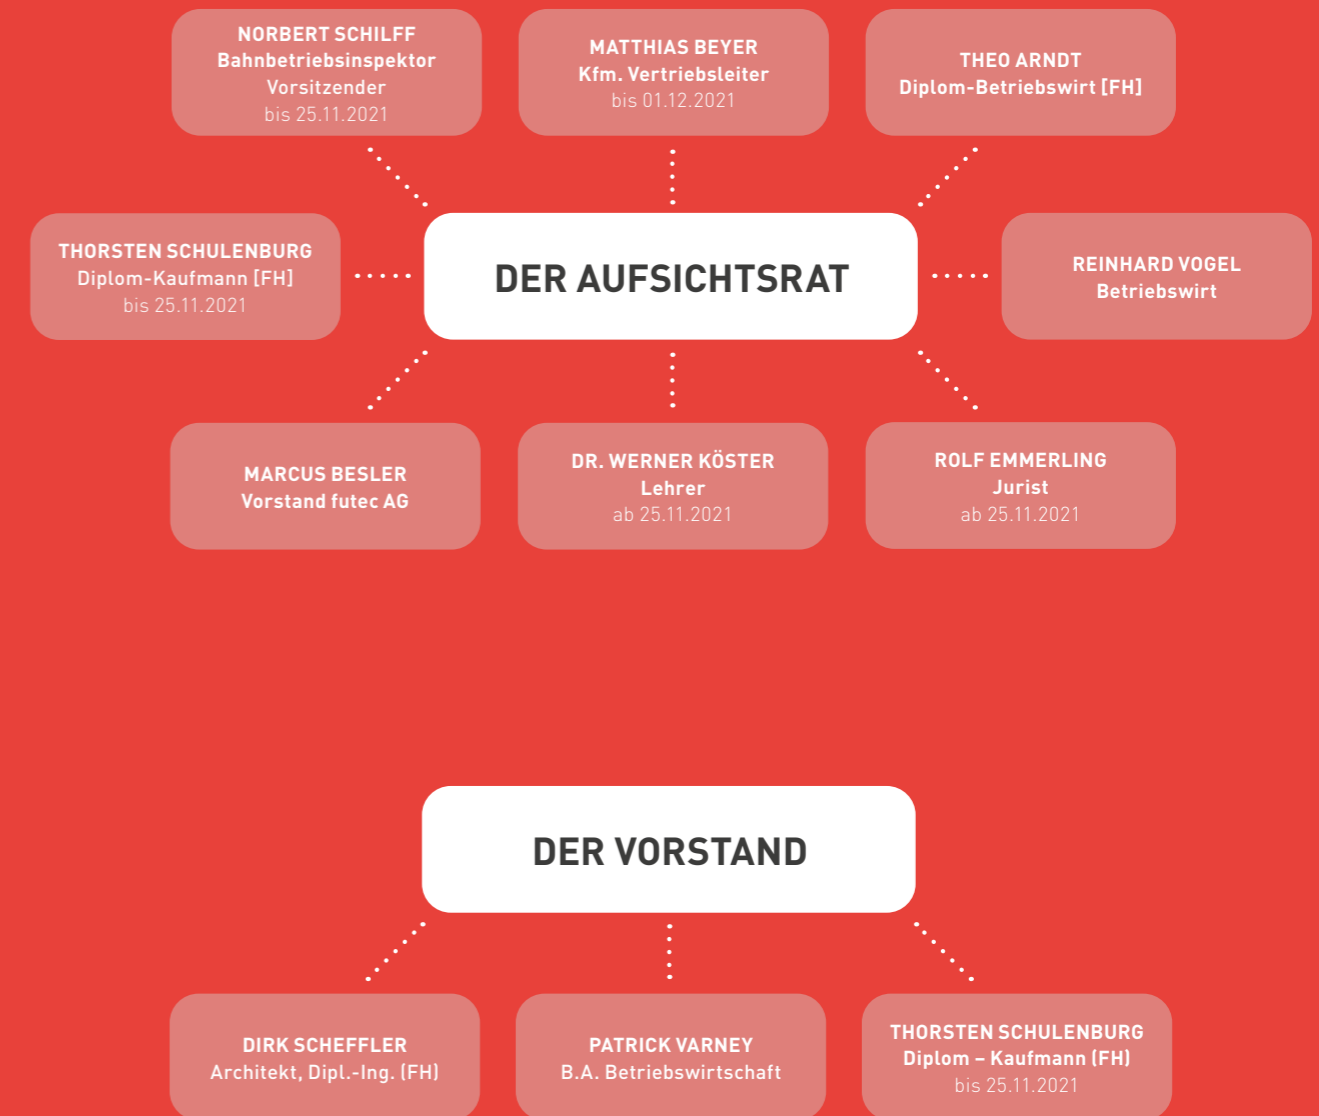 NORBERT SCHILFF
Bahnbetriebsinspektor
Vorsitzender
bis 25.11.2021
MATTHIAS BEYER
Kfm. Vertriebsleiter
bis 01.12.2021
THEO ARNDT
Diplom-Betriebswirt [FH]
THORSTEN SCHULENBURG
Diplom-Kaufmann [FH]
bis 25.11.2021
DER AUFSICHTSRAT
REINHARD VOGEL
Betriebswirt
MARCUS BESLER
Vorstand futec AG
DR. WERNER KÖSTER
Lehrer
ab 25.11.2021
ROLF EMMERLING
Jurist
ab 25.11.2021
DER VORSTAND
DIRK SCHEFFLER
Architekt, Dipl.-Ing. (FH)
PATRICK VARNEY
B.A. Betriebswirtschaft
THORSTEN SCHULENBURG
Diplom – Kaufmann (FH)
bis 25.11.2021